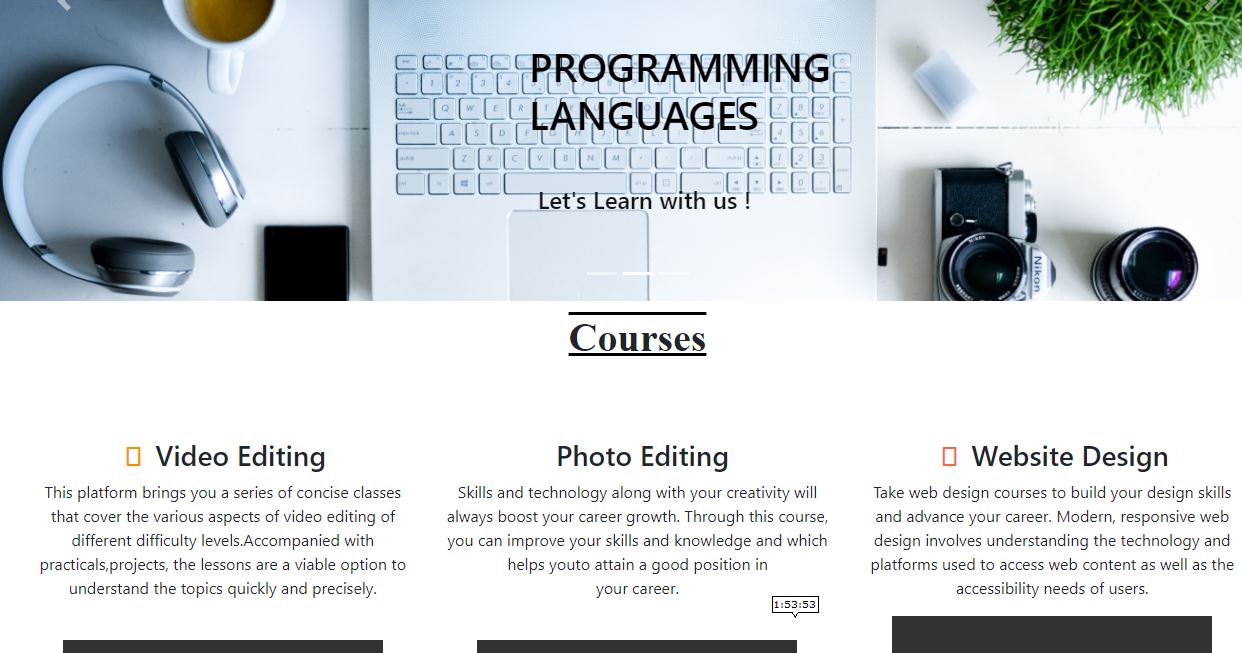 PROGRAMMING
LANGUAGES
Let's Learn with us !
Nikon
Courses
Video Editing
This platform brings you a series of concise classes
that cover the various aspects of video editing of
different difficulty levels.Accompanied with
practicals,projects, the lessons are a viable option to
understand the topics quickly and precisely.
Photo Editing
Skills and technology along with your creativity will
always boost your career growth. Through this course,
you can improve your skills and knowledge and which
helps youto attain a good position in
your career.
1:53:53
Website Design
Take web design courses to build your design skills
and advance your career. Modern, responsive web
design involves understanding the technology and
platforms used to access web content as well as the
accessibility needs of users.